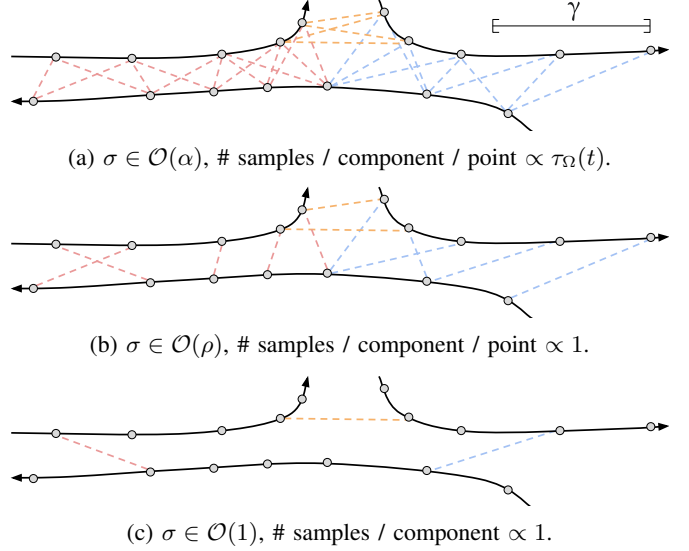 γ
(a) σ ∈ 𝒪(α), # samples / component / point ∝ τ_Ω(t).
(b) σ ∈ 𝒪(ρ), # samples / component / point ∝ 1.
(c) σ ∈ 𝒪(1), # samples / component ∝ 1.